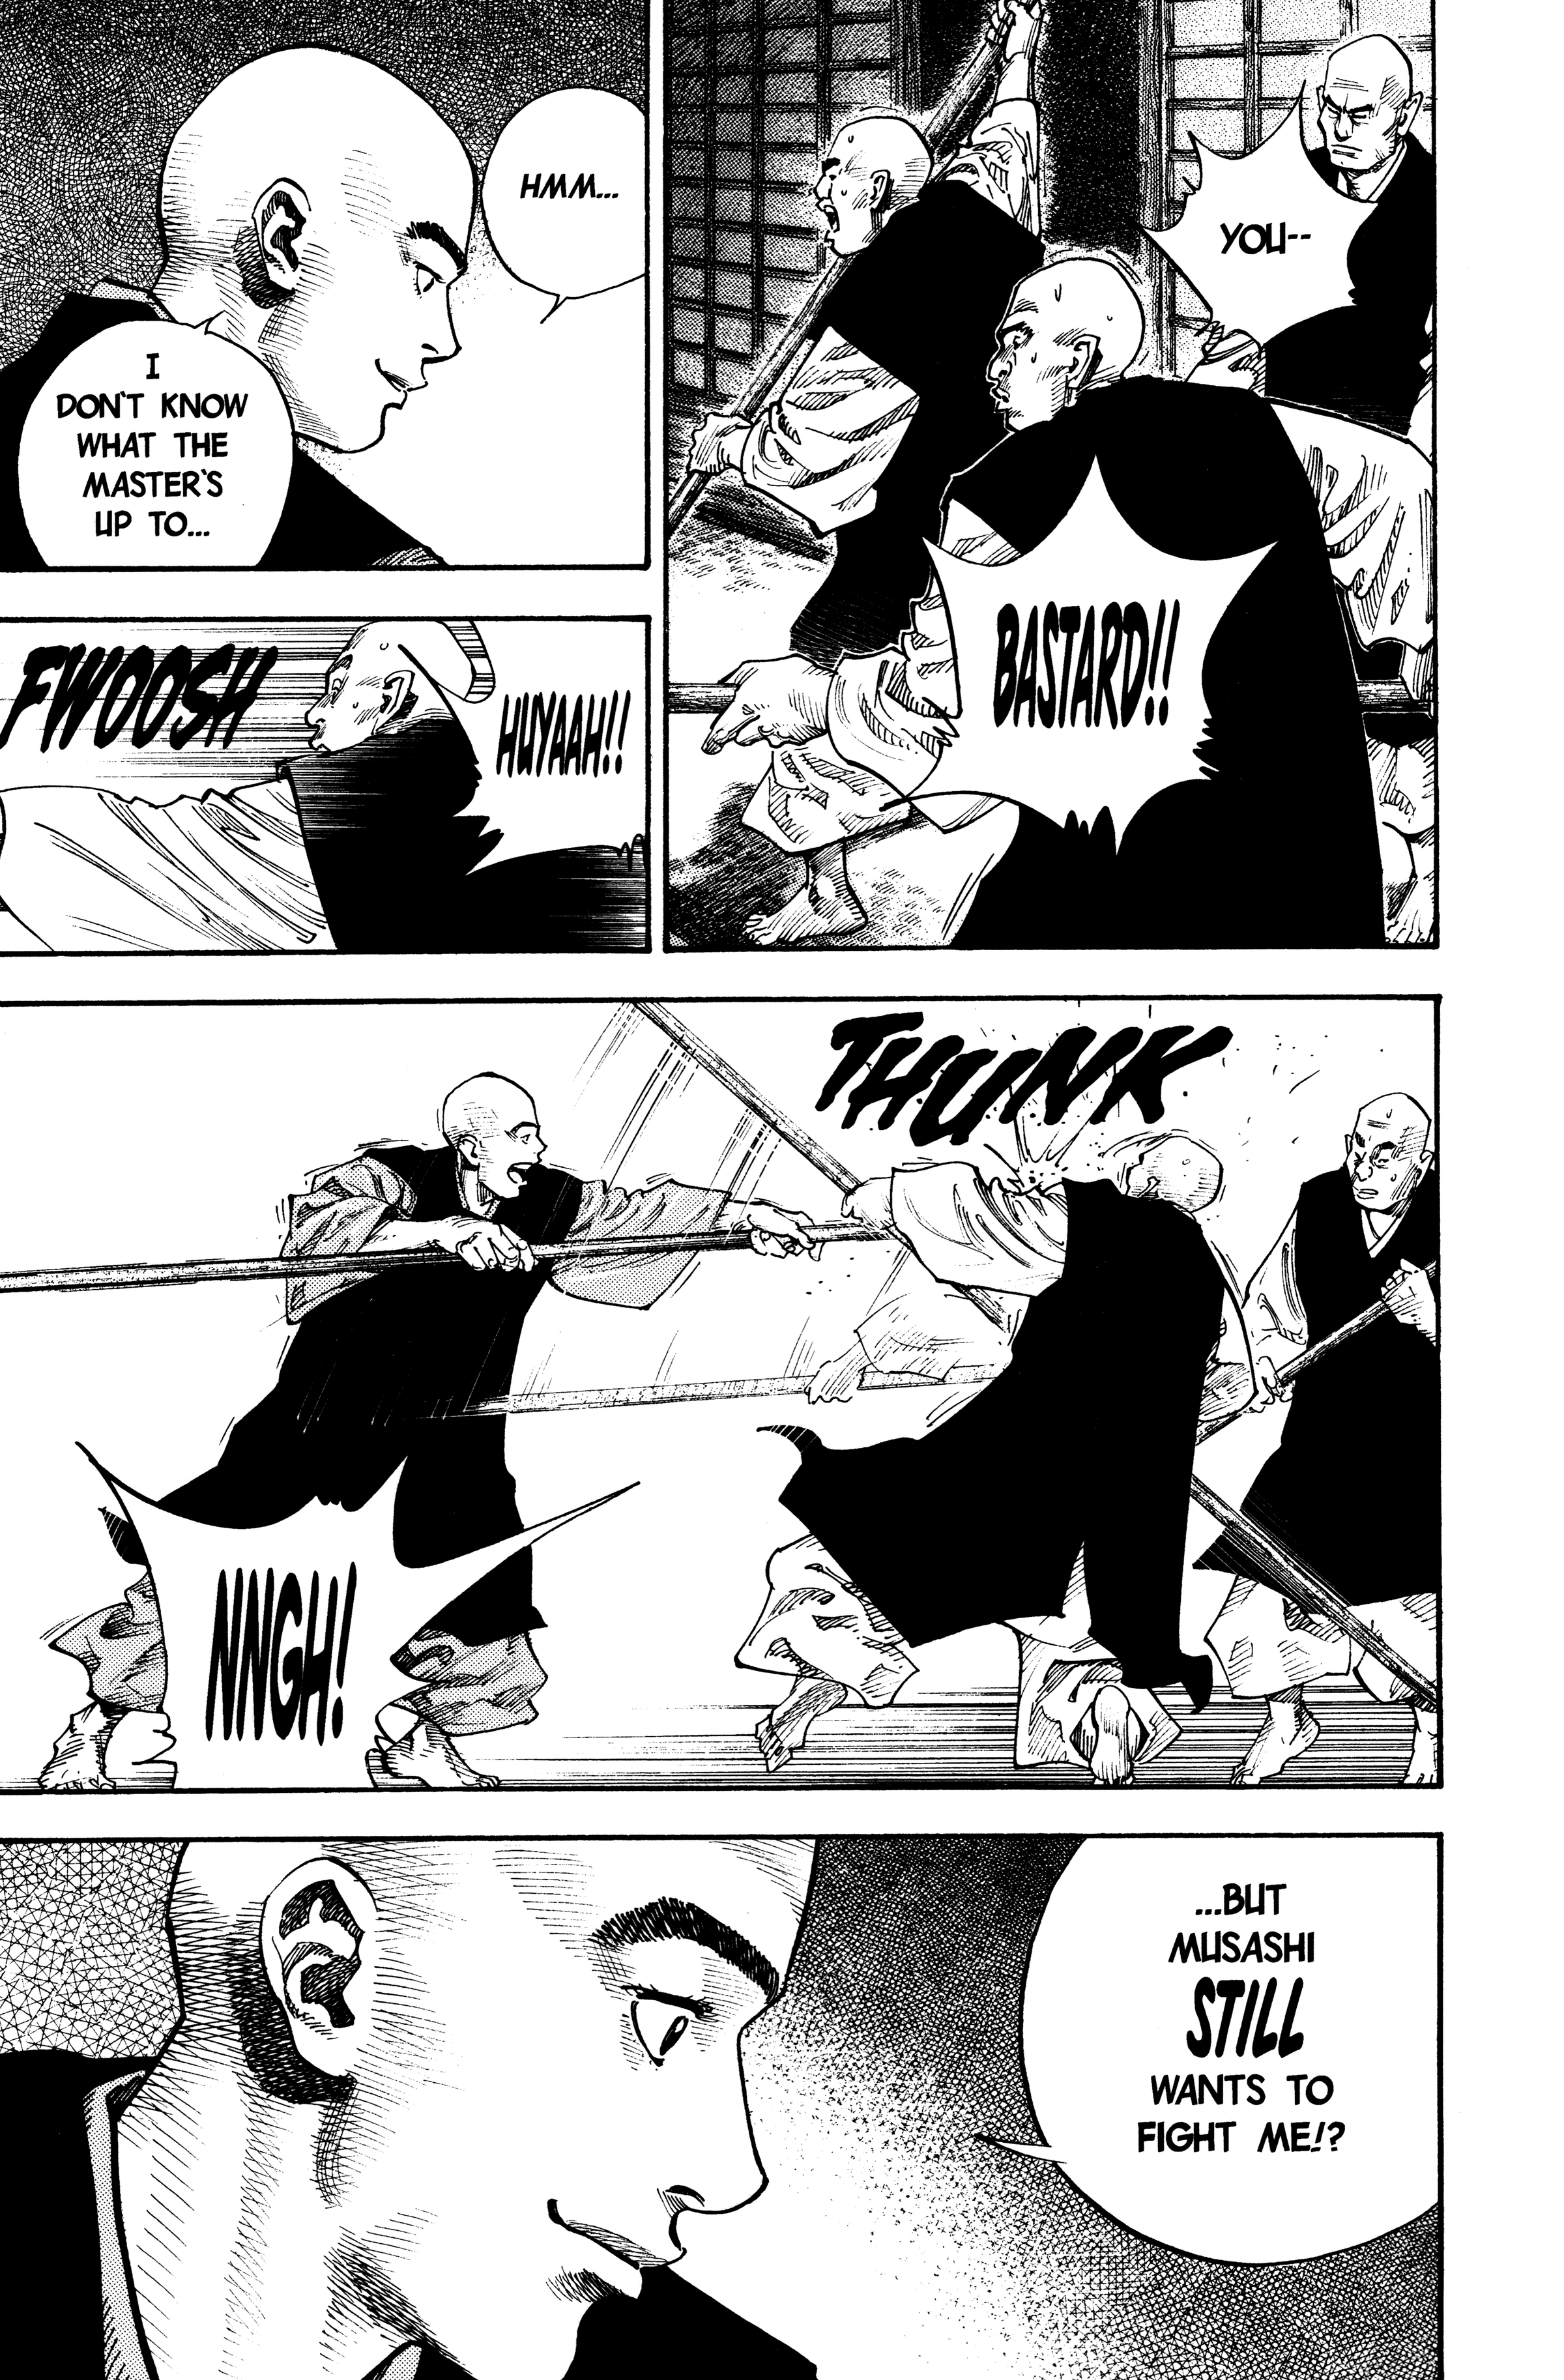 YOU--
BASTARD!!
HMM...
I
DON'T KNOW
WHAT THE
MASTER'S
UP TO...
HUYAAH!!
FWOOSH
THUNK
NNGH!
...BUT
MUSASHI
STILL
WANTS TO
FIGHT ME!?